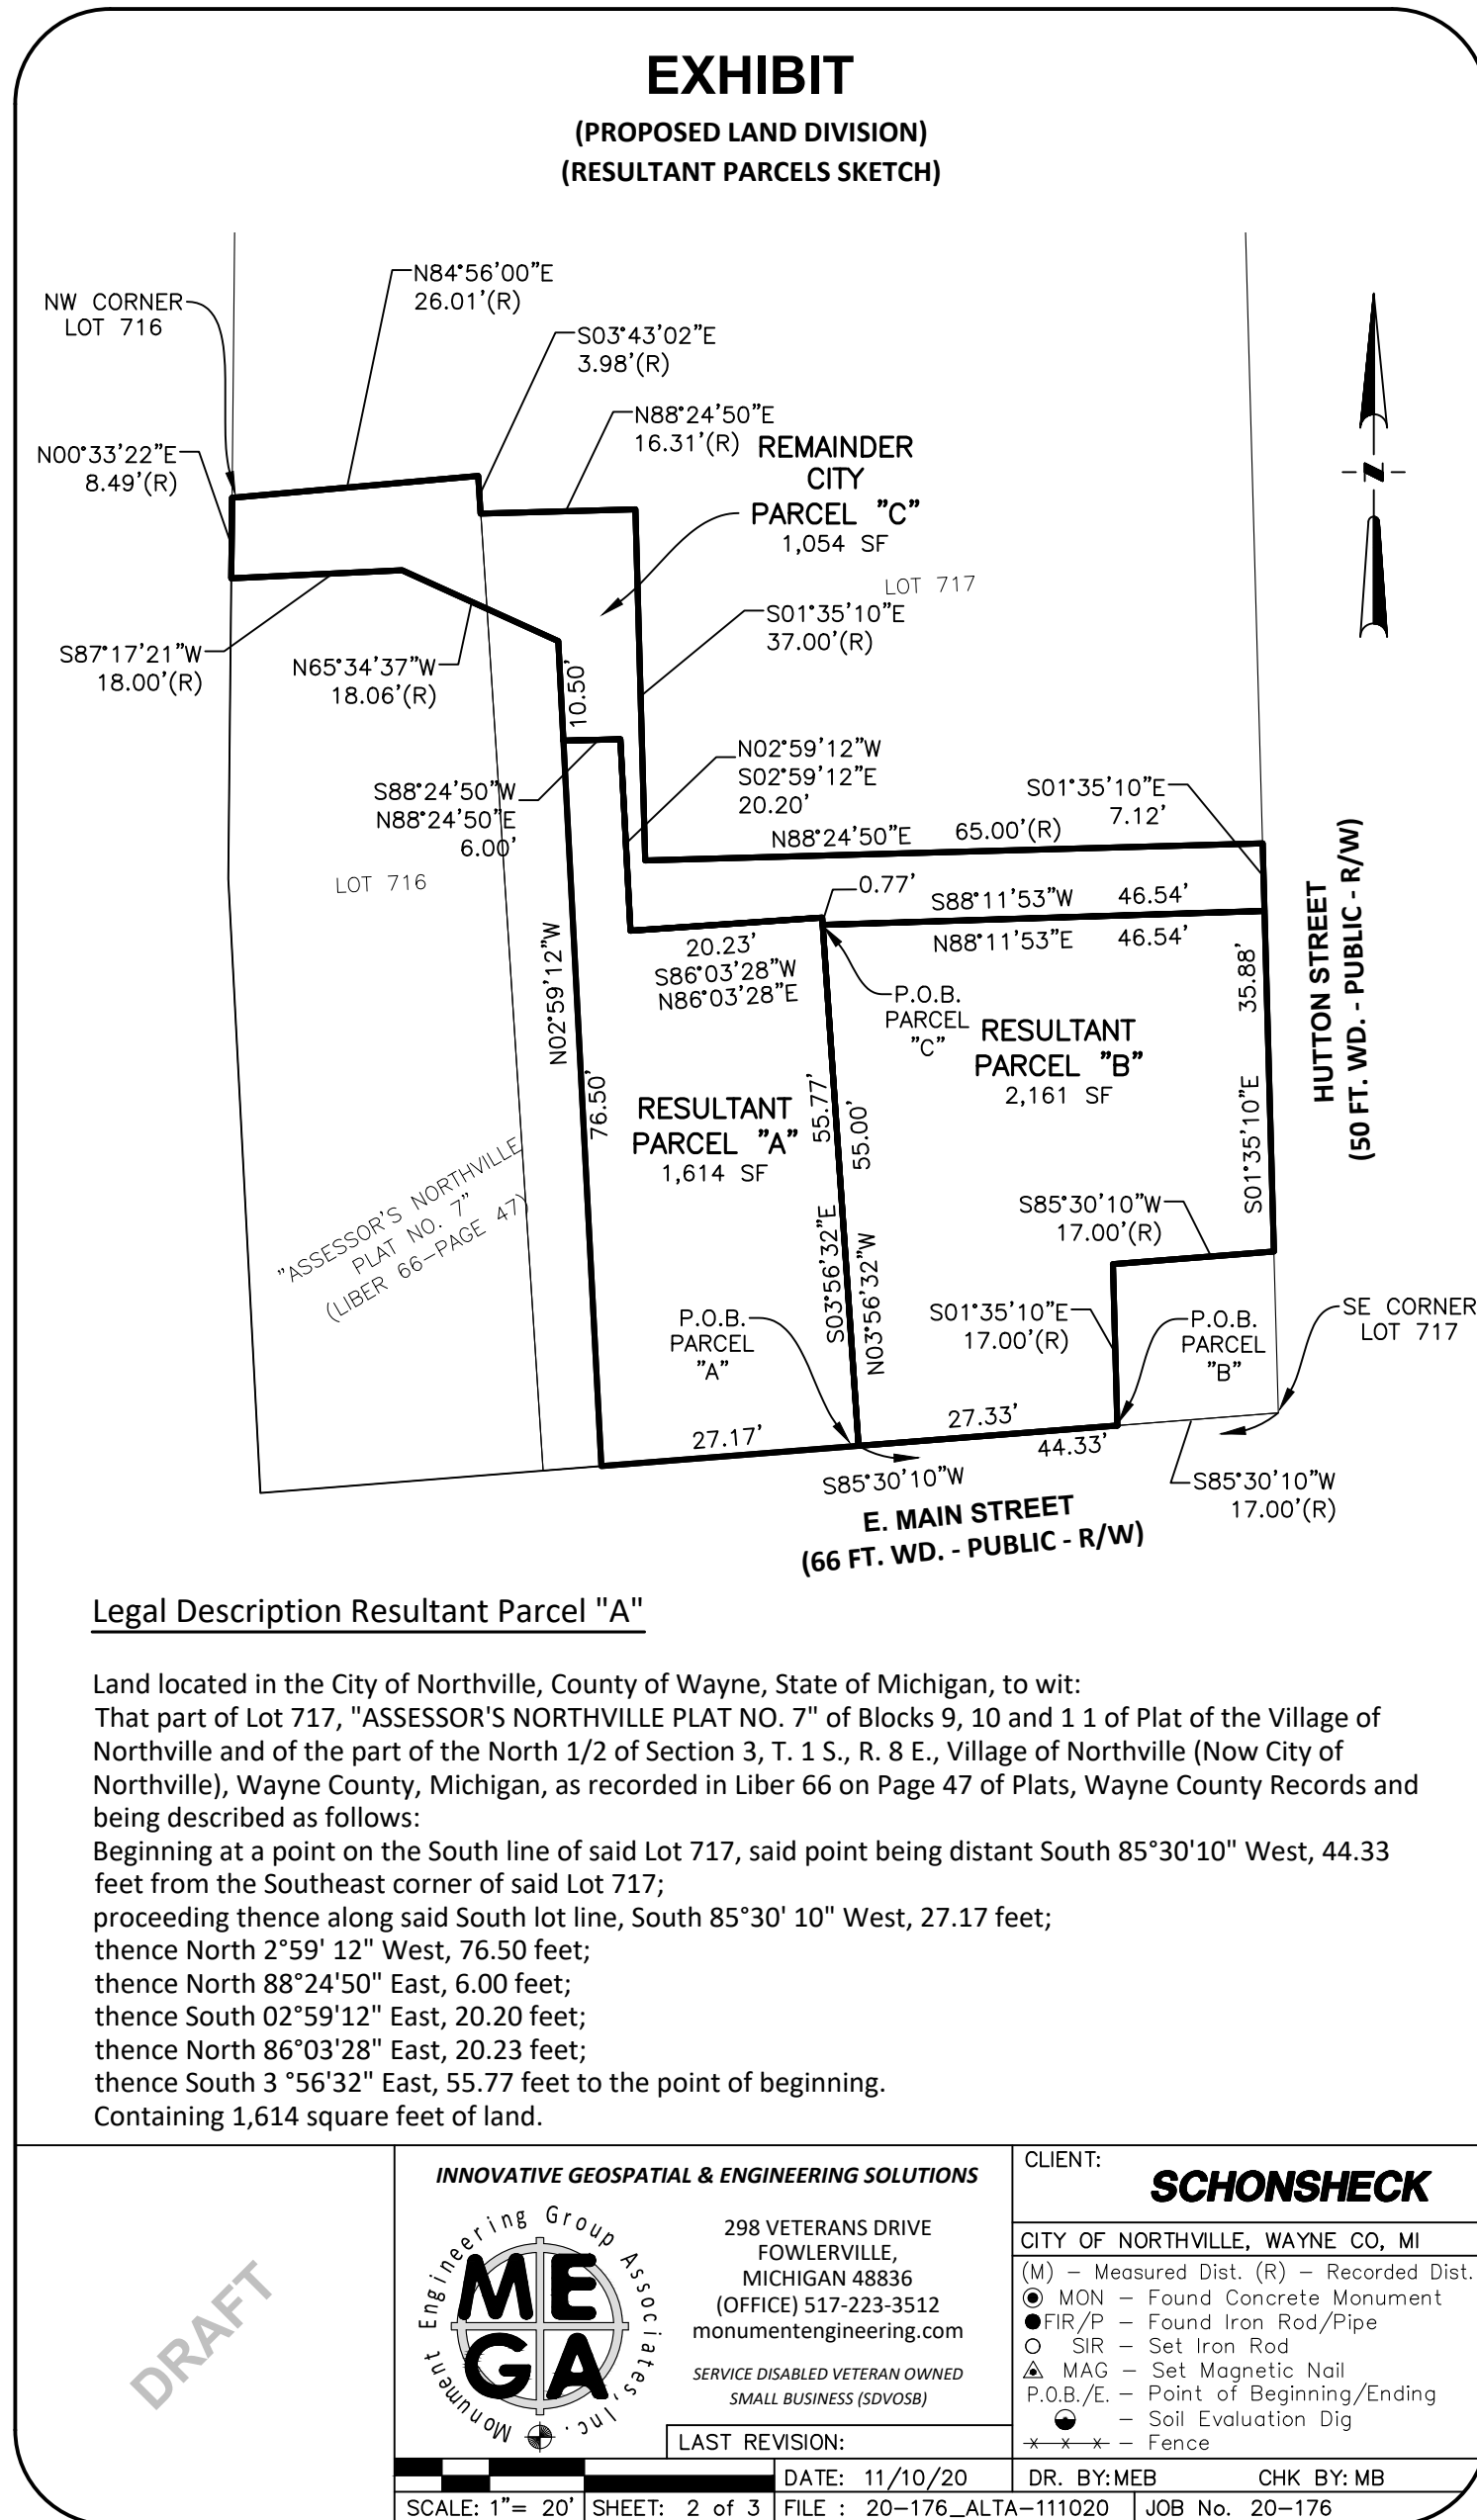 EXHIBIT
(PROPOSED LAND DIVISION)
(RESULTANT PARCELS SKETCH)
NW CORNER
LOT 716
N84°56'00"E
26.01'(R)
S03°43'02"E
3.98'(R)
N88°24'50"E
16.31'(R)
REMAINDER
CITY
PARCEL "C"
1,054 SF
N00°33'22"E
8.49'(R)
LOT 717
S01°35'10"E
37.00'(R)
S87°17'21"W
18.00'(R)
N65°34'37"W
18.06'(R)
10.50'
N02°59'12"W
S02°59'12"E
20.20'
S88°24'50"W
N88°24'50"E
6.00'
S01°35'10"E
7.12'
N88°24'50"E 65.00'(R)
LOT 716
0.77'
S88°11'53"W 46.54'
N88°11'53"E 46.54'
20.23'
S86°03'28"W
N86°03'28"E
N02°59'12"W
76.50'
P.O.B.
PARCEL
"C"
RESULTANT
PARCEL "B"
2,161 SF
35.88'
S01°35'10"E
HUTTON STREET
(50 FT. WD. - PUBLIC - R/W)
RESULTANT
PARCEL "A"
1,614 SF
55.77'
S03°56'32"E
55.00'
N03°56'32"W
"ASSESSOR'S NORTHVILLE
PLAT NO. 7"
(LIBER 66-PAGE 47)
S85°30'10"W
17.00'(R)
S01°35'10"E
17.00'(R)
P.O.B.
PARCEL
"A"
P.O.B.
PARCEL
"B"
SE CORNER
LOT 717
27.17'
27.33'
44.33'
S85°30'10"W
S85°30'10"W
17.00'(R)
E. MAIN STREET
(66 FT. WD. - PUBLIC - R/W)
Legal Description Resultant Parcel "A"
Land located in the City of Northville, County of Wayne, State of Michigan, to wit:
That part of Lot 717, "ASSESSOR'S NORTHVILLE PLAT NO. 7" of Blocks 9, 10 and 1 1 of Plat of the Village of
Northville and of the part of the North 1/2 of Section 3, T. 1 S., R. 8 E., Village of Northville (Now City of
Northville), Wayne County, Michigan, as recorded in Liber 66 on Page 47 of Plats, Wayne County Records and
being described as follows:
Beginning at a point on the South line of said Lot 717, said point being distant South 85°30'10" West, 44.33
feet from the Southeast corner of said Lot 717;
proceeding thence along said South lot line, South 85°30' 10" West, 27.17 feet;
thence North 2°59' 12" West, 76.50 feet;
thence North 88°24'50" East, 6.00 feet;
thence South 02°59'12" East, 20.20 feet;
thence North 86°03'28" East, 20.23 feet;
thence South 3 °56'32" East, 55.77 feet to the point of beginning.
Containing 1,614 square feet of land.
DRAFT
INNOVATIVE GEOSPATIAL & ENGINEERING SOLUTIONS
Monument Engineering Group Associates, Inc.
MEGA
298 VETERANS DRIVE
FOWLERVILLE,
MICHIGAN 48836
(OFFICE) 517-223-3512
monumentengineering.com
SERVICE DISABLED VETERAN OWNED
SMALL BUSINESS (SDVOSB)
LAST REVISION:
CLIENT:
SCHONSHECK
CITY OF NORTHVILLE, WAYNE CO, MI
(M) – Measured Dist. (R) – Recorded Dist.
MON – Found Concrete Monument
FIR/P – Found Iron Rod/Pipe
SIR – Set Iron Rod
MAG – Set Magnetic Nail
P.O.B./E. – Point of Beginning/Ending
– Soil Evaluation Dig
x x x – Fence
DATE: 11/10/20
DR. BY: MEB CHK BY: MB
SCALE: 1"= 20' SHEET: 2 of 3 FILE : 20-176_ALTA-111020 JOB No. 20-176
N